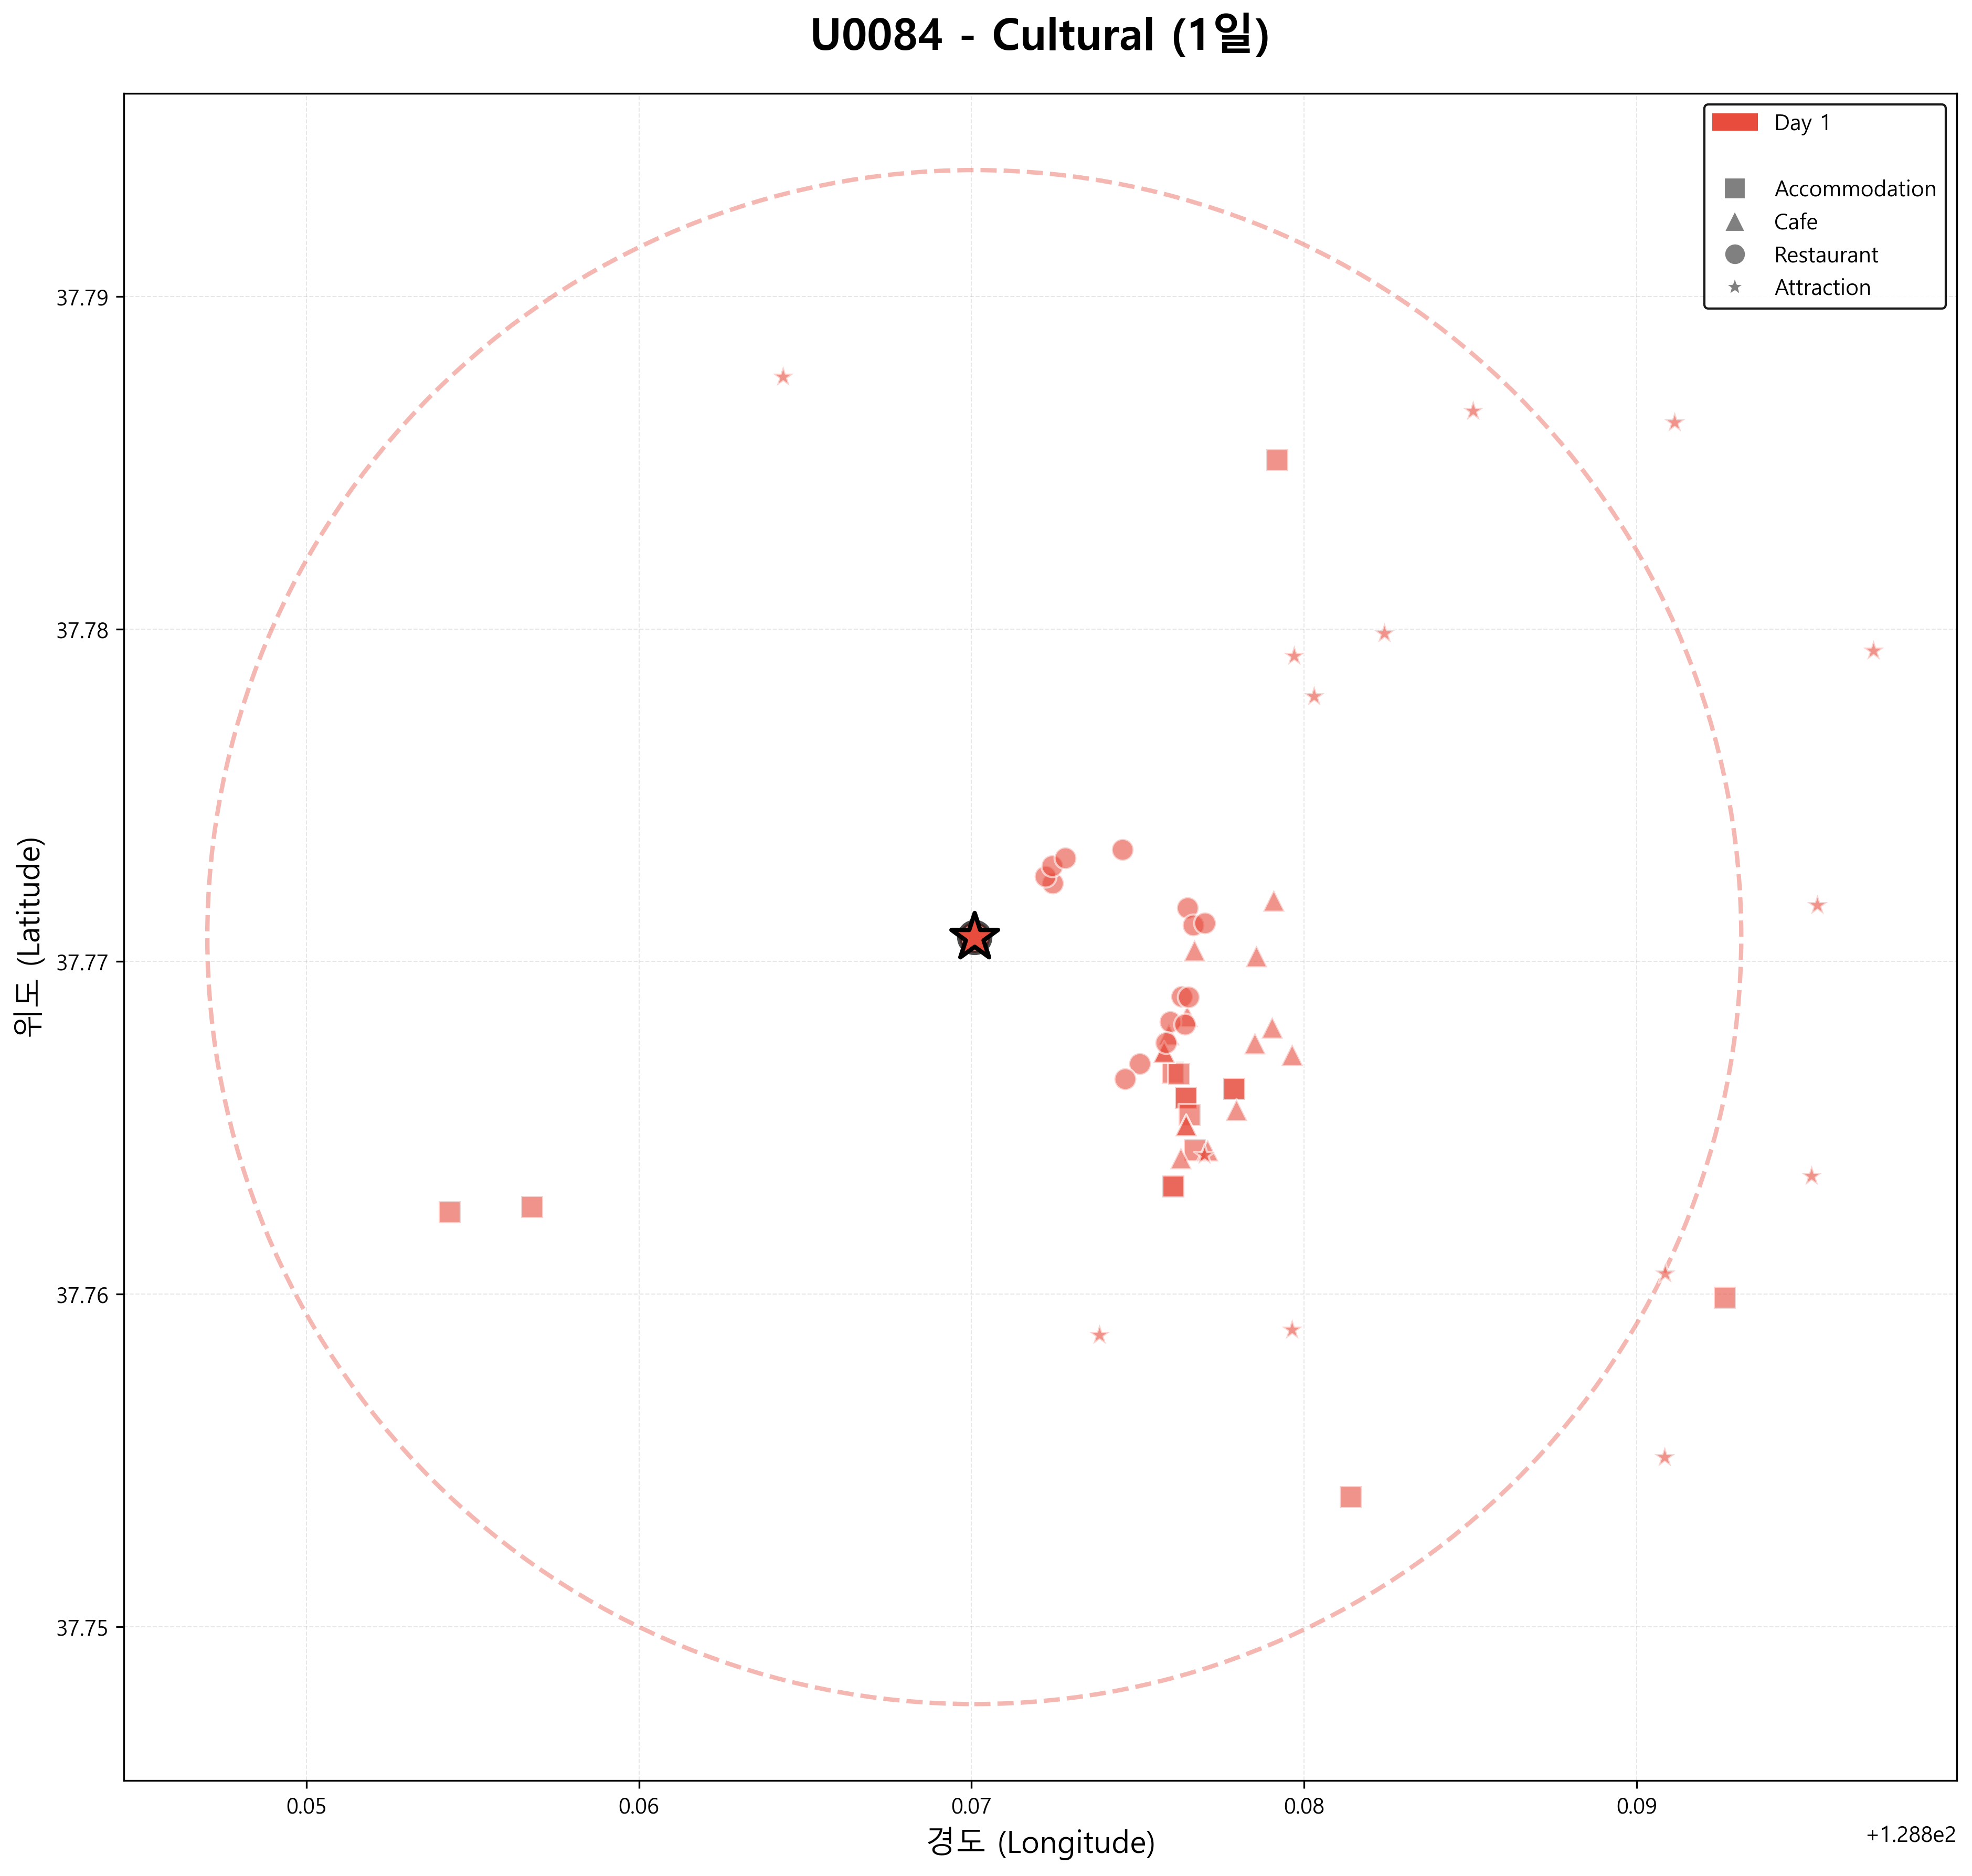 U0084 - Cultural (1일)
Day 1
Accommodation
Cafe
Restaurant
Attraction
위도 (Latitude)
37.79
37.78
37.77
37.76
37.75
0.05
0.06
0.07
0.08
0.09
+1.288e2
경도 (Longitude)